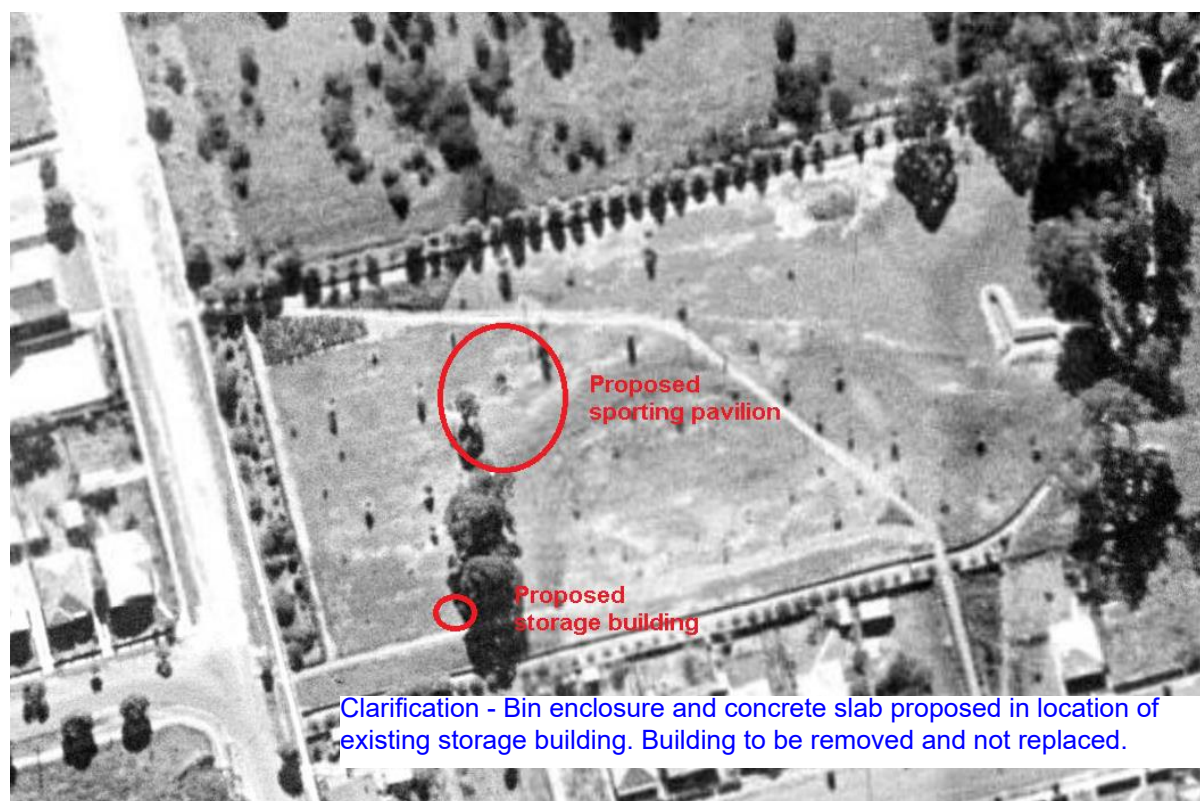 Proposed
sporting pavilion
Proposed
storage building
Clarification - Bin enclosure and concrete slab proposed in location of
existing storage building. Building to be removed and not replaced.